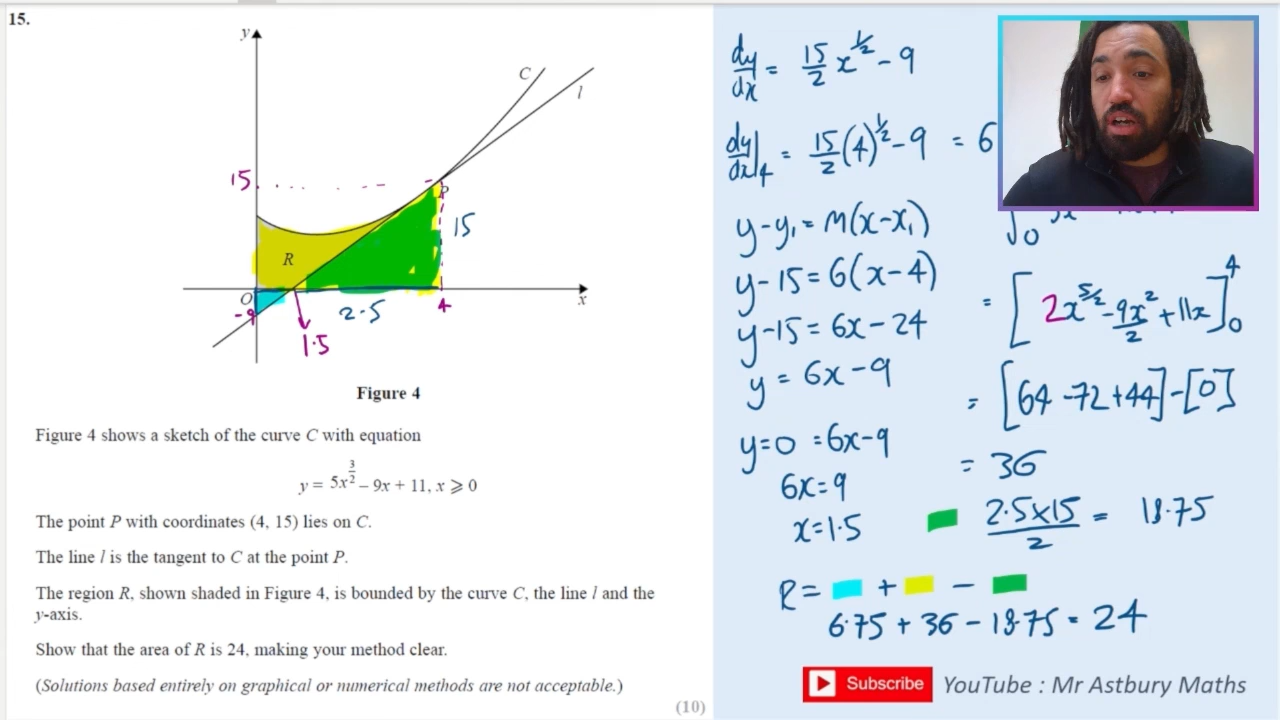 15.
y
C
l
15
P
15
R
O
-9
2.5
4
x
1.5
Figure 4
Figure 4 shows a sketch of the curve C with equation
y = 5x^{3/2} – 9x + 11, x ⩾ 0
The point P with coordinates (4, 15) lies on C.
The line l is the tangent to C at the point P.
The region R, shown shaded in Figure 4, is bounded by the curve C, the line l and the
y-axis.
Show that the area of R is 24, making your method clear.
(Solutions based entirely on graphical or numerical methods are not acceptable.)
(10)
dy/dx = 15/2 x^{1/2} - 9
dy/dx|4 = 15/2 (4)^{1/2} - 9 = 6
y-y₁ = m(x-x₁)
y-15 = 6(x-4)
y-15 = 6x-24
y = 6x-9
y=0 = 6x-9
6x=9
x=1.5
∫0
= [2x^{5/2} - 9x²/2 + 11x]^4_0
= [64 -72+44]-[0]
= 36
2.5x15/2 = 18.75
R = + -
6.75 + 36 - 18.75 = 24
Subscribe
YouTube : Mr Astbury Maths